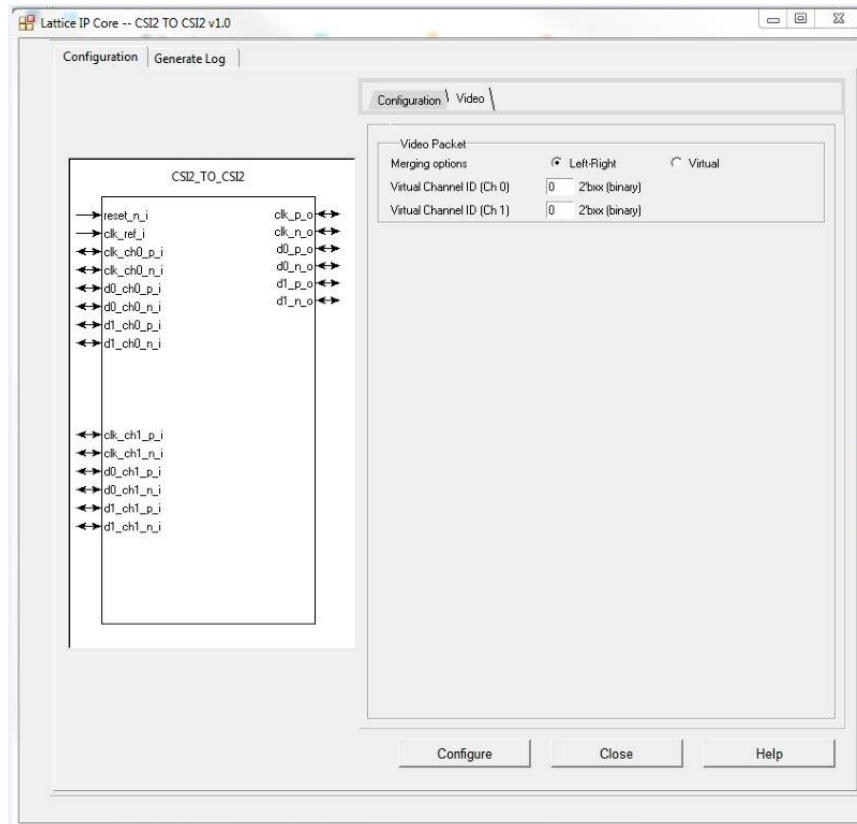 Lattice IP Core -- CSI2 TO CSI2 v1.0
Configuration Generate Log
Configuration Video
Video Packet
Merging options Left-Right Virtual
Virtual Channel ID (Ch 0) 0 2'bxx (binary)
Virtual Channel ID (Ch 1) 0 2'bxx (binary)
CSI2_TO_CSI2
reset_n_i clk_p_o
clk_ref_i clk_n_o
clk_ch0_p_i d0_p_o
clk_ch0_n_i d0_n_o
d0_ch0_p_i d1_p_o
d0_ch0_n_i d1_n_o
d1_ch0_p_i
d1_ch0_n_i
clk_ch1_p_i
clk_ch1_n_i
d0_ch1_p_i
d0_ch1_n_i
d1_ch1_p_i
d1_ch1_n_i
Configure Close Help